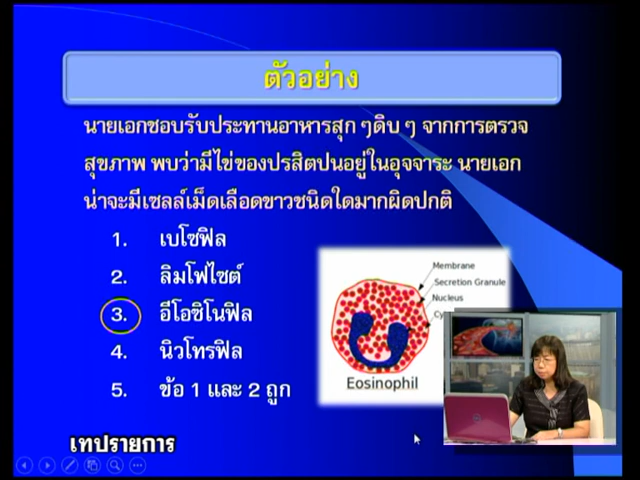 ตัวอย่าง
นายเอกชอบรับประทานอาหารสุก ๆดิบ ๆ จากการตรวจ
สุขภาพ พบว่ามีไข่ของปรสิตปนอยู่ในอุจจาระ นายเอก
น่าจะมีเซลล์เม็ดเลือดขาวชนิดใดมากผิดปกติ
1. เบโซฟิล
2. ลิมโฟไซต์
3. อีโอซิโนฟิล
4. นิวโทรฟิล
5. ข้อ 1 และ 2 ถูก
Membrane
Secretion Granule
Nucleus
Eosinophil
เทปรายการ